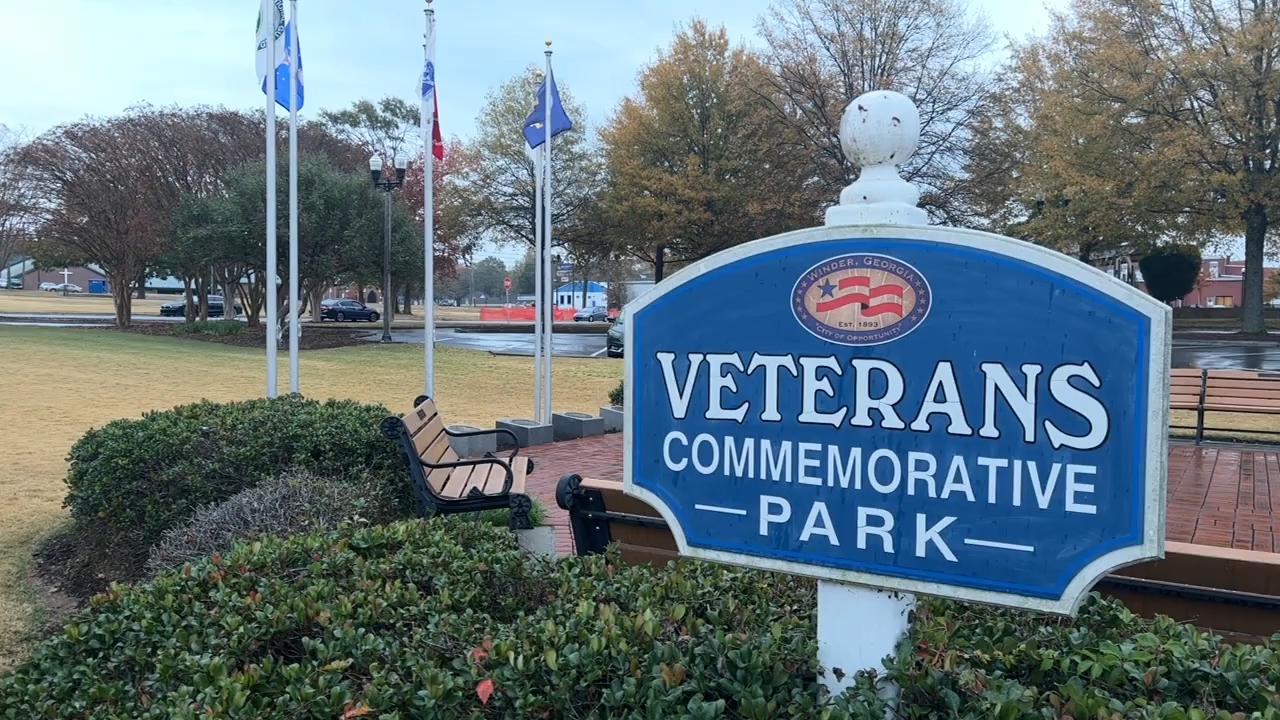 WINDER, GEORGIA
EST. 1893
"CITY OF OPPORTUNITY"
VETERANS
COMMEMORATIVE
PARK